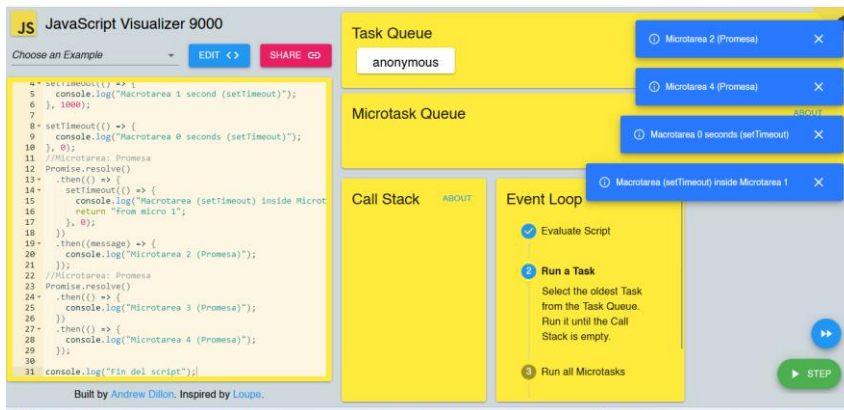 JS JavaScript Visualizer 9000
Choose an Example EDIT <> SHARE
4 setTimeout(() => {
5 console.log("Macrotarea 1 second (setTimeout)");
6 }, 1000);
7
8 setTimeout(() => {
9 console.log("Macrotarea 0 seconds (setTimeout)");
10 }, 0);
11 //Microtarea: Promesa
12 Promise.resolve()
13 .then(() => {
14 setTimeout(() => {
15 console.log("Macrotarea (setTimeout) inside Microt
16 return "from micro 1";
17 }, 0);
18 })
19 .then((message) => {
20 console.log("Microtarea 2 (Promesa)");
21 });
22 //Microtarea: Promesa
23 Promise.resolve()
24 .then(() => {
25 console.log("Microtarea 3 (Promesa)");
26 })
27 .then(() => {
28 console.log("Microtarea 4 (Promesa)");
29 });
30
31 console.log("Fin del script");
Built by Andrew Dillon. Inspired by Loupe.
Task Queue
anonymous
Microtask Queue
ABOUT
Call Stack ABOUT
Event Loop
Evaluate Script
2 Run a Task
Select the oldest Task
from the Task Queue.
Run it until the Call
Stack is empty.
3 Run all Microtasks
Microtarea 2 (Promesa)
Microtarea 4 (Promesa)
Macrotarea 0 seconds (setTimeout)
Macrotarea (setTimeout) inside Microtarea 1
STEP